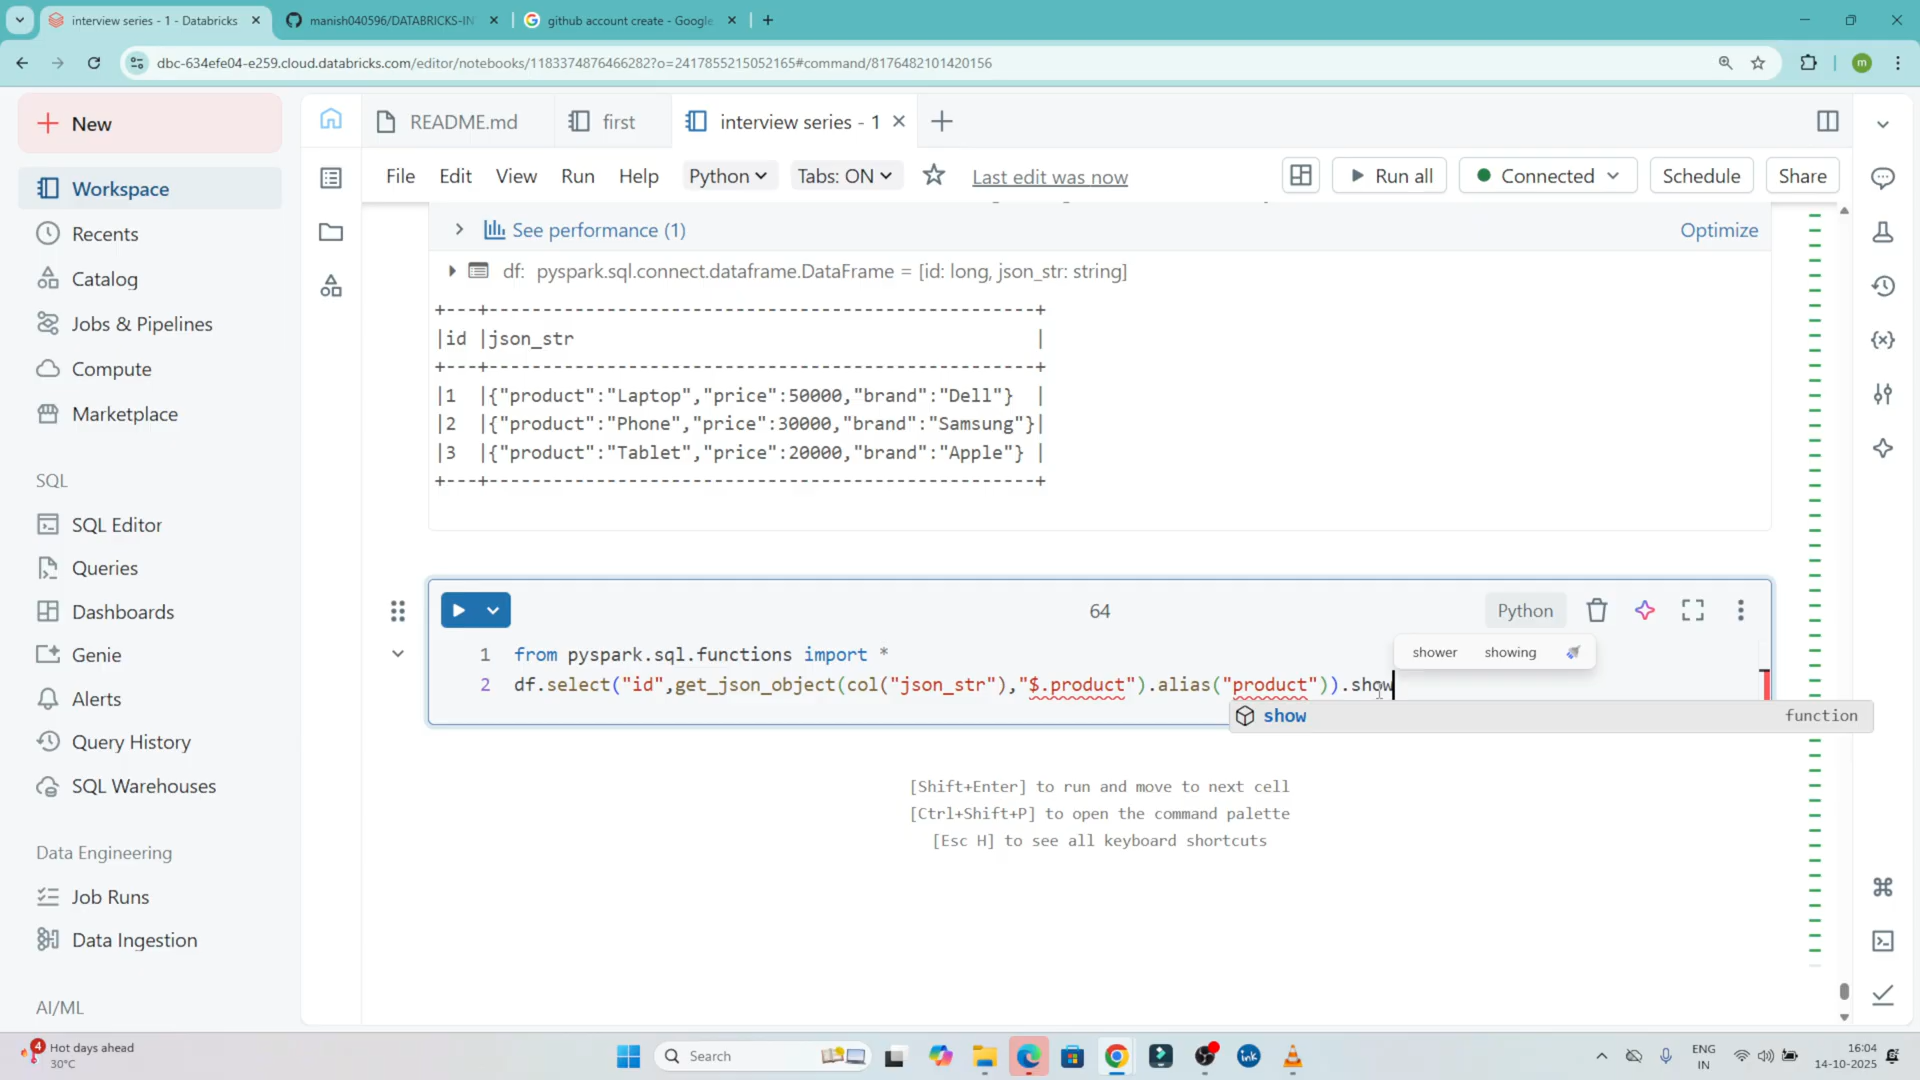 interview series - 1 - Databricks
manish040596/DATABRICKS-IN
github account create - Google
dbc-634efe04-e259.cloud.databricks.com/editor/notebooks/1183374876466282?o=2417855215052165#command/8176482101420156
m
New
README.md
first
interview series - 1
Workspace
File Edit View Run Help Python Tabs: ON Last edit was now
Run all
Connected
Schedule
Share
Recents
Catalog
Jobs & Pipelines
Compute
Marketplace
SQL
SQL Editor
Queries
Dashboards
Genie
Alerts
Query History
SQL Warehouses
Data Engineering
Job Runs
Data Ingestion
AI/ML
See performance (1)
Optimize
df: pyspark.sql.connect.dataframe.DataFrame = [id: long, json_str: string]
+---+---------------------------------------------------+
|id |json_str                                           |
+---+---------------------------------------------------+
|1  |{"product":"Laptop","price":50000,"brand":"Dell"}  |
|2  |{"product":"Phone","price":30000,"brand":"Samsung"}|
|3  |{"product":"Tablet","price":20000,"brand":"Apple"} |
+---+---------------------------------------------------+
64
Python
1 from pyspark.sql.functions import *
shower showing
2 df.select("id",get_json_object(col("json_str"),"$.product").alias("product")).show
show function
[Shift+Enter] to run and move to next cell
[Ctrl+Shift+P] to open the command palette
[Esc H] to see all keyboard shortcuts
4
Hot days ahead
30°C
Search
ink
ENG
IN
16:04
14-10-2025